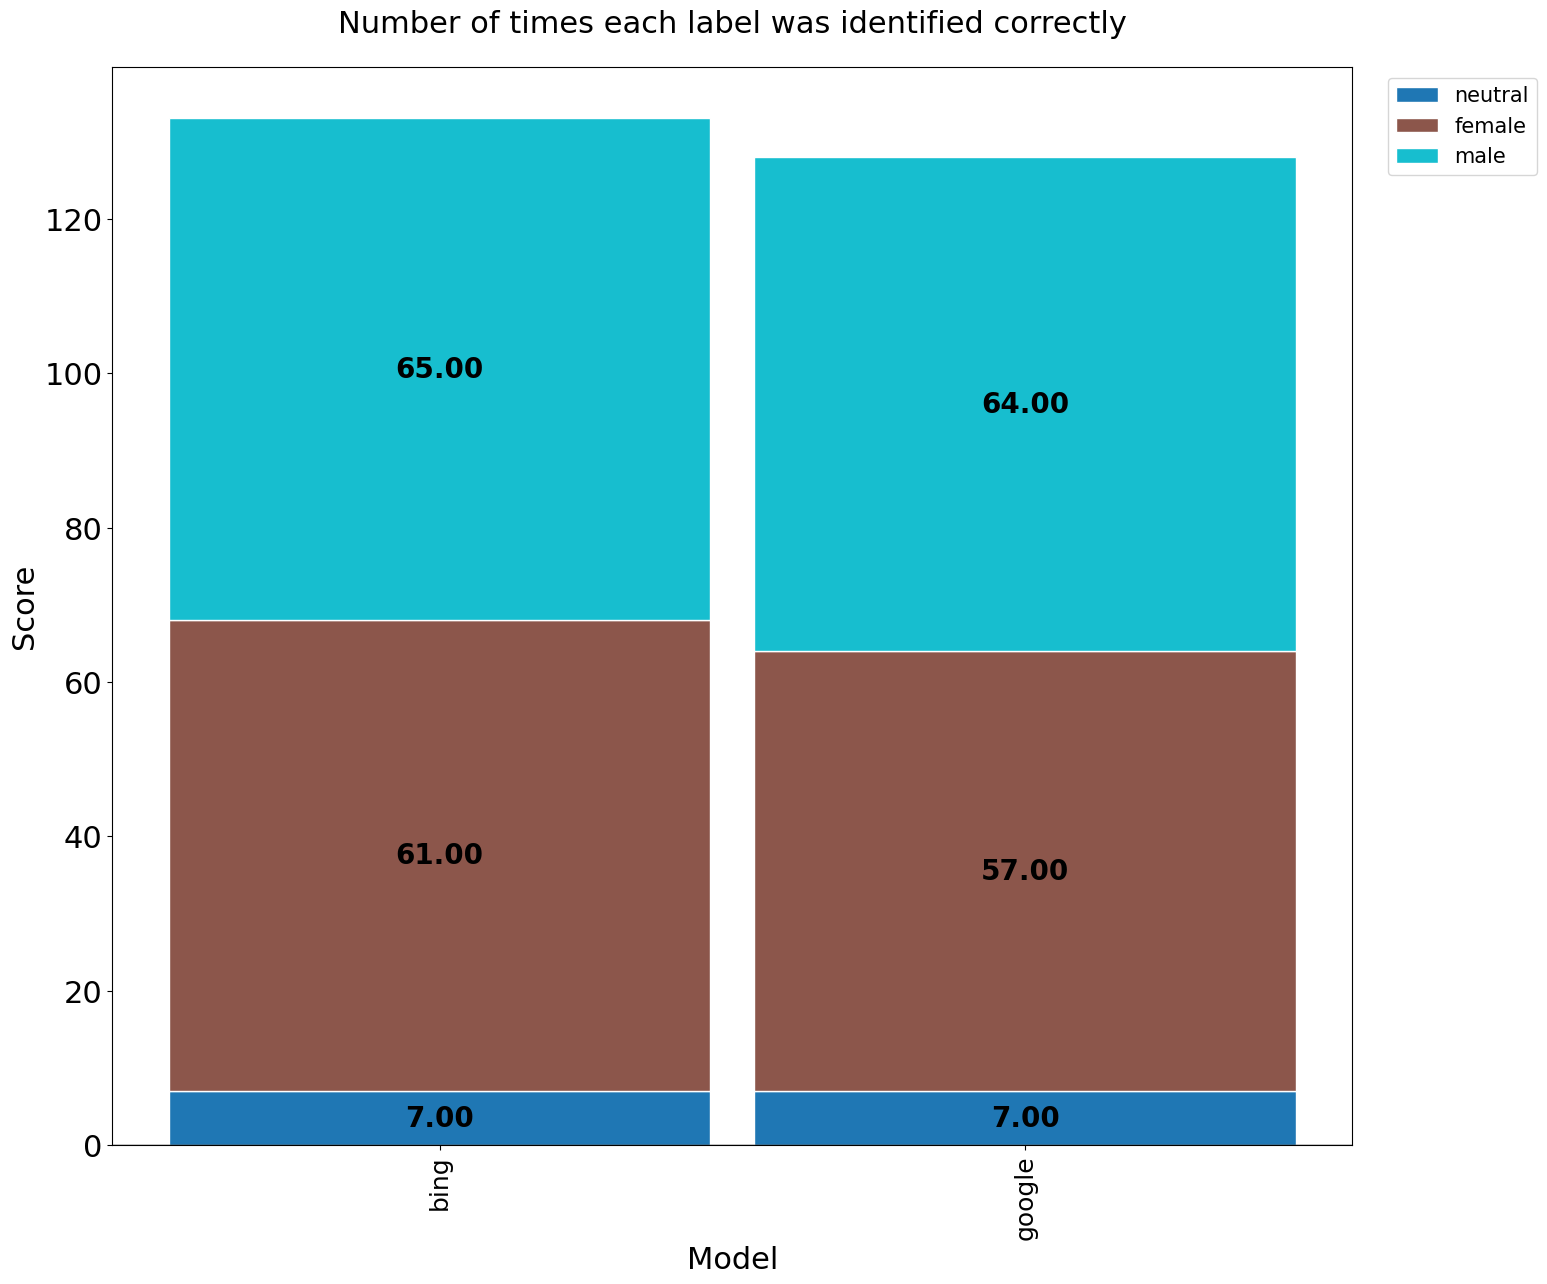 Number of times each label was identified correctly
neutral
female
male
120
100
80
60
40
20
0
Score
65.00
64.00
61.00
57.00
7.00
7.00
bing
google
Model